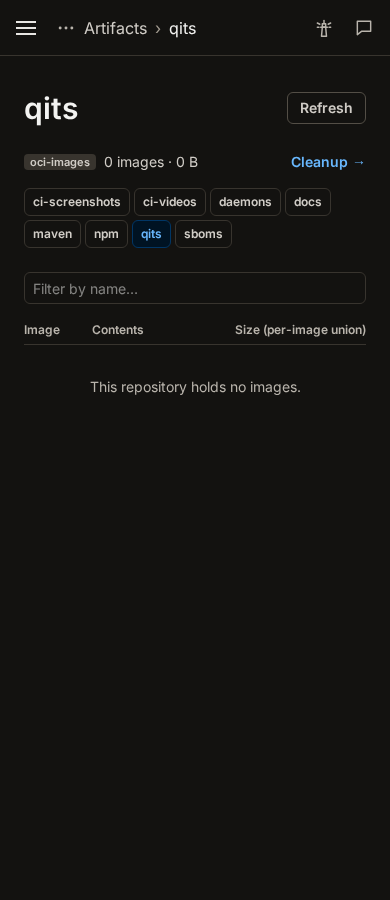 ··· Artifacts › qits
qits
Refresh
oci-images 0 images · 0 B
Cleanup →
ci-screenshots ci-videos daemons docs
maven npm qits sboms
Filter by name...
Image Contents Size (per-image union)
This repository holds no images.